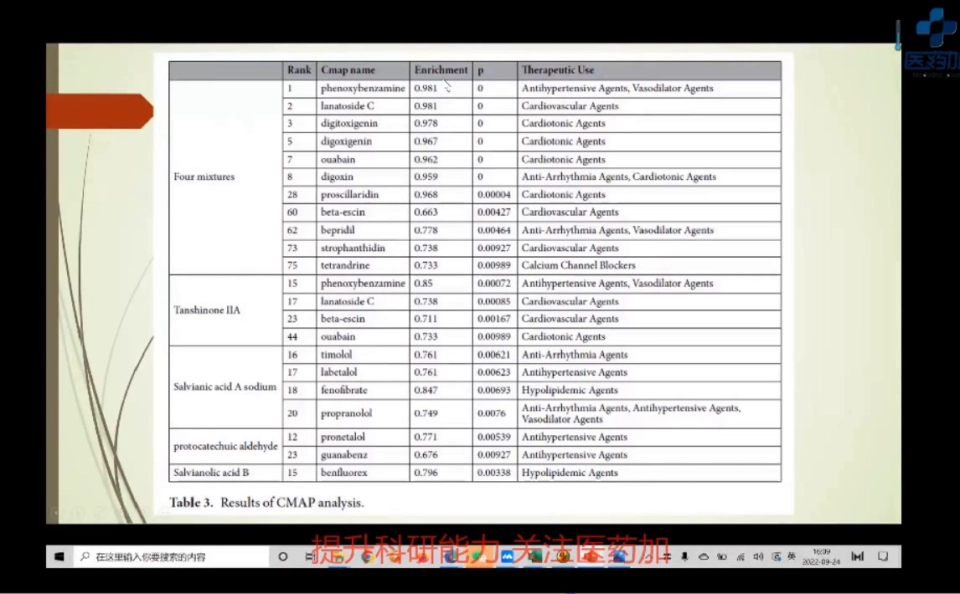 医药加
Rank Cmap name Enrichment p Therapeutic Use
Four mixtures
1 phenoxybenzamine 0.981 0 Antihypertensive Agents, Vasodilator Agents
2 lanatoside C 0.981 0 Cardiovascular Agents
3 digitoxigenin 0.978 0 Cardiotonic Agents
5 digoxigenin 0.967 0 Cardiotonic Agents
7 ouabain 0.962 0 Cardiotonic Agents
8 digoxin 0.959 0 Anti-Arrhythmia Agents, Cardiotonic Agents
28 proscillaridin 0.968 0.00004 Cardiotonic Agents
60 beta-escin 0.663 0.00427 Cardiovascular Agents
62 bepridil 0.778 0.00464 Anti-Arrhythmia Agents, Vasodilator Agents
73 strophanthidin 0.738 0.00927 Cardiovascular Agents
75 tetrandrine 0.733 0.00989 Calcium Channel Blockers
Tanshinone IIA
15 phenoxybenzamine 0.85 0.00072 Antihypertensive Agents, Vasodilator Agents
17 lanatoside C 0.738 0.00085 Cardiovascular Agents
23 beta-escin 0.711 0.00167 Cardiovascular Agents
44 ouabain 0.733 0.00989 Cardiotonic Agents
Salvianic acid A sodium
16 timolol 0.761 0.00621 Anti-Arrhythmia Agents
17 labetalol 0.761 0.00623 Antihypertensive Agents
18 fenofibrate 0.847 0.00693 Hypolipidemic Agents
20 propranolol 0.749 0.0076 Anti-Arrhythmia Agents, Antihypertensive Agents,
Vasodilator Agents
protocatechuic aldehyde
12 pronetalol 0.771 0.00539 Antihypertensive Agents
23 guanabenz 0.676 0.00927 Antihypertensive Agents
Salvianolic acid B 15 benfluorex 0.796 0.00338 Hypolipidemic Agents
Table 3. Results of CMAP analysis.
提升科研能力 关注医药加
在这里输入你要搜索的内容
英
16:09
2022-09-24